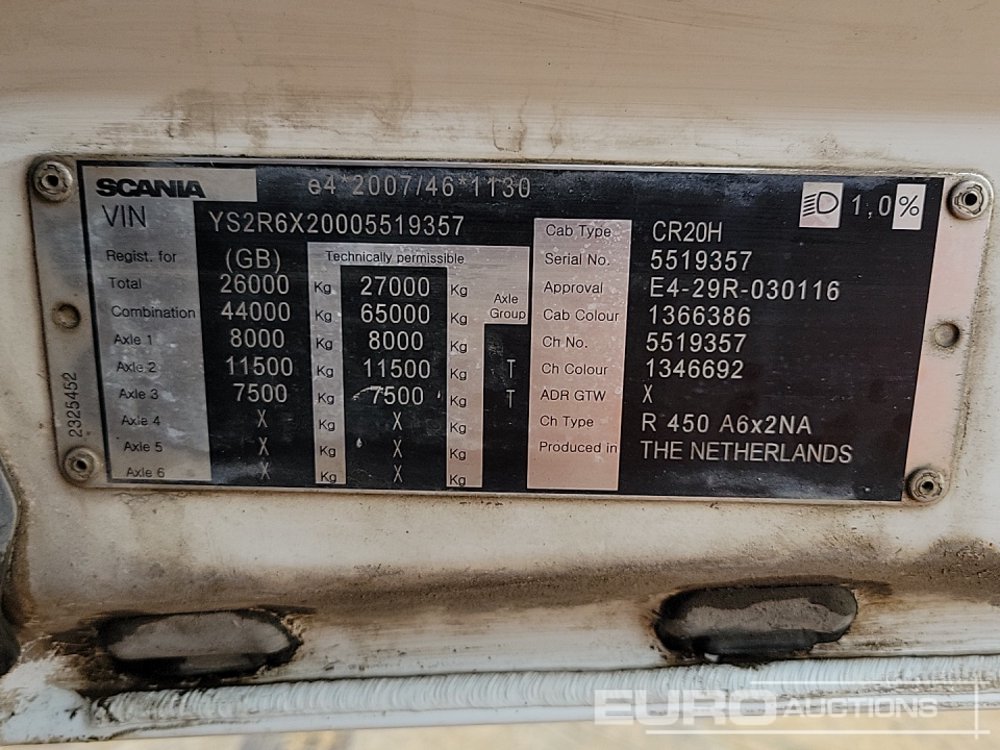 SCANIA e4*2007/46*1130
1,0%
VIN YS2R6X20005519357
Regist. for (GB) Technically permissible
Total 26000 Kg 27000 Kg Axle Group
Combination 44000 Kg 65000 Kg
Axle 1 8000 Kg 8000 Kg
Axle 2 11500 Kg 11500 Kg T
Axle 3 7500 Kg 7500 Kg T
Axle 4 X Kg X Kg
Axle 5 X Kg X Kg
Axle 6 X Kg X Kg
Cab Type CR20H
Serial No. 5519357
Approval E4-29R-030116
Cab Colour 1366386
Ch No. 5519357
Ch Colour 1346692
ADR GTW X
Ch Type R 450 A6x2NA
Produced in THE NETHERLANDS
2325452
EURO AUCTIONS